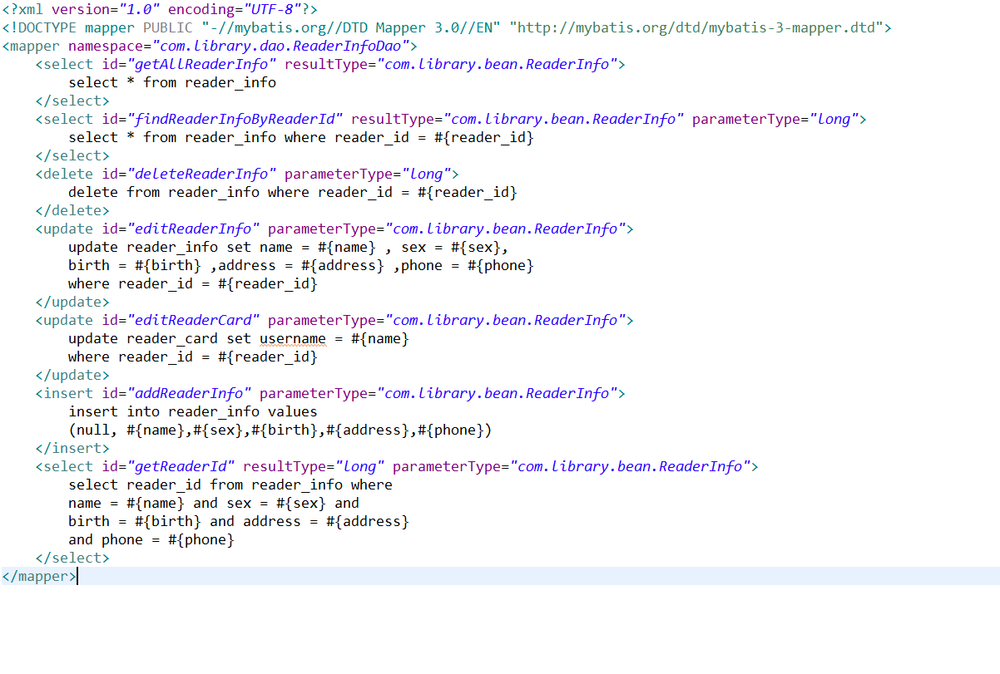 <?xml version="1.0" encoding="UTF-8"?>
<!DOCTYPE mapper PUBLIC "-//mybatis.org//DTD Mapper 3.0//EN" "http://mybatis.org/dtd/mybatis-3-mapper.dtd">
<mapper namespace="com.library.dao.ReaderInfoDao">
    <select id="getAllReaderInfo" resultType="com.library.bean.ReaderInfo">
        select * from reader_info
    </select>
    <select id="findReaderInfoByReaderId" resultType="com.library.bean.ReaderInfo" parameterType="long">
        select * from reader_info where reader_id = #{reader_id}
    </select>
    <delete id="deleteReaderInfo" parameterType="long">
        delete from reader_info where reader_id = #{reader_id}
    </delete>
    <update id="editReaderInfo" parameterType="com.library.bean.ReaderInfo">
        update reader_info set name = #{name} , sex = #{sex},
        birth = #{birth} ,address = #{address} ,phone = #{phone}
        where reader_id = #{reader_id}
    </update>
    <update id="editReaderCard" parameterType="com.library.bean.ReaderInfo">
        update reader_card set username = #{name}
        where reader_id = #{reader_id}
    </update>
    <insert id="addReaderInfo" parameterType="com.library.bean.ReaderInfo">
        insert into reader_info values
        (null, #{name},#{sex},#{birth},#{address},#{phone})
    </insert>
    <select id="getReaderId" resultType="long" parameterType="com.library.bean.ReaderInfo">
        select reader_id from reader_info where
        name = #{name} and sex = #{sex} and
        birth = #{birth} and address = #{address}
        and phone = #{phone}
    </select>
</mapper>